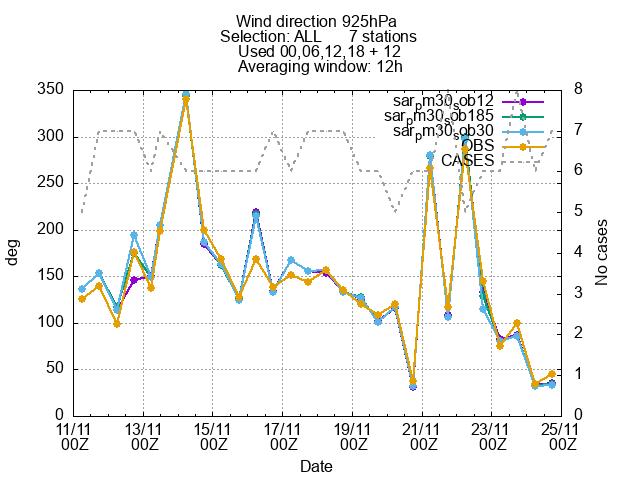 Wind direction 925hPa
Selection: ALL 7 stations
Used 00,06,12,18 + 12
Averaging window: 12h
sar_pm30_sob12
sar_pm30_sob185
sar_pm30_sob30
OBS
CASES
deg
350
300
250
200
150
100
50
0
8
7
6
5
4
3
2
1
0
No cases
11/11 13/11 15/11 17/11 19/11 21/11 23/11 25/11
00Z 00Z 00Z 00Z 00Z 00Z 00Z 00Z
Date